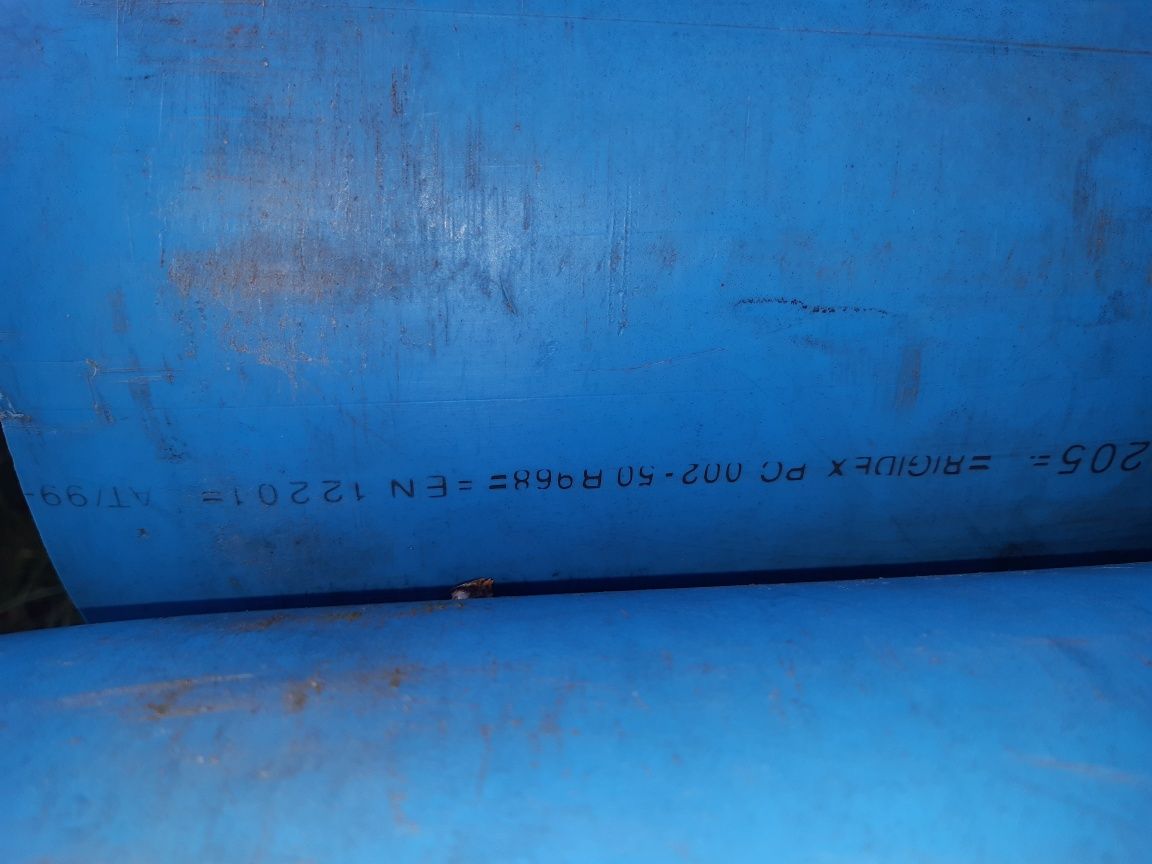 205= =RIGIDEX PC 002-50 R968= =EN 12201= AT/99-